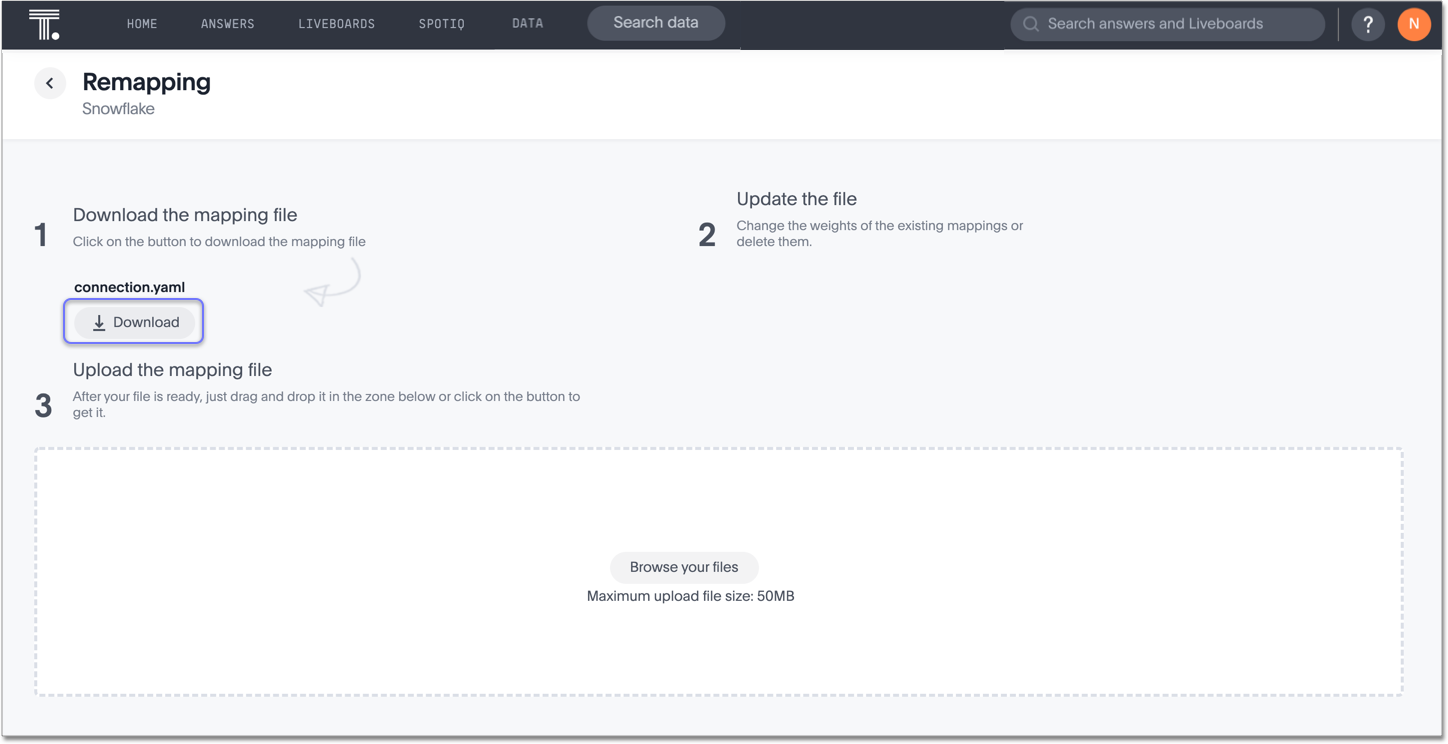 HOME ANSWERS LIVEBOARDS SPOTIQ DATA Search data Search answers and Liveboards ? N
Remapping
Snowflake
1
Download the mapping file
Click on the button to download the mapping file
connection.yaml
Download
2
Update the file
Change the weights of the existing mappings or
delete them.
3
Upload the mapping file
After your file is ready, just drag and drop it in the zone below or click on the button to
get it.
Browse your files
Maximum upload file size: 50MB